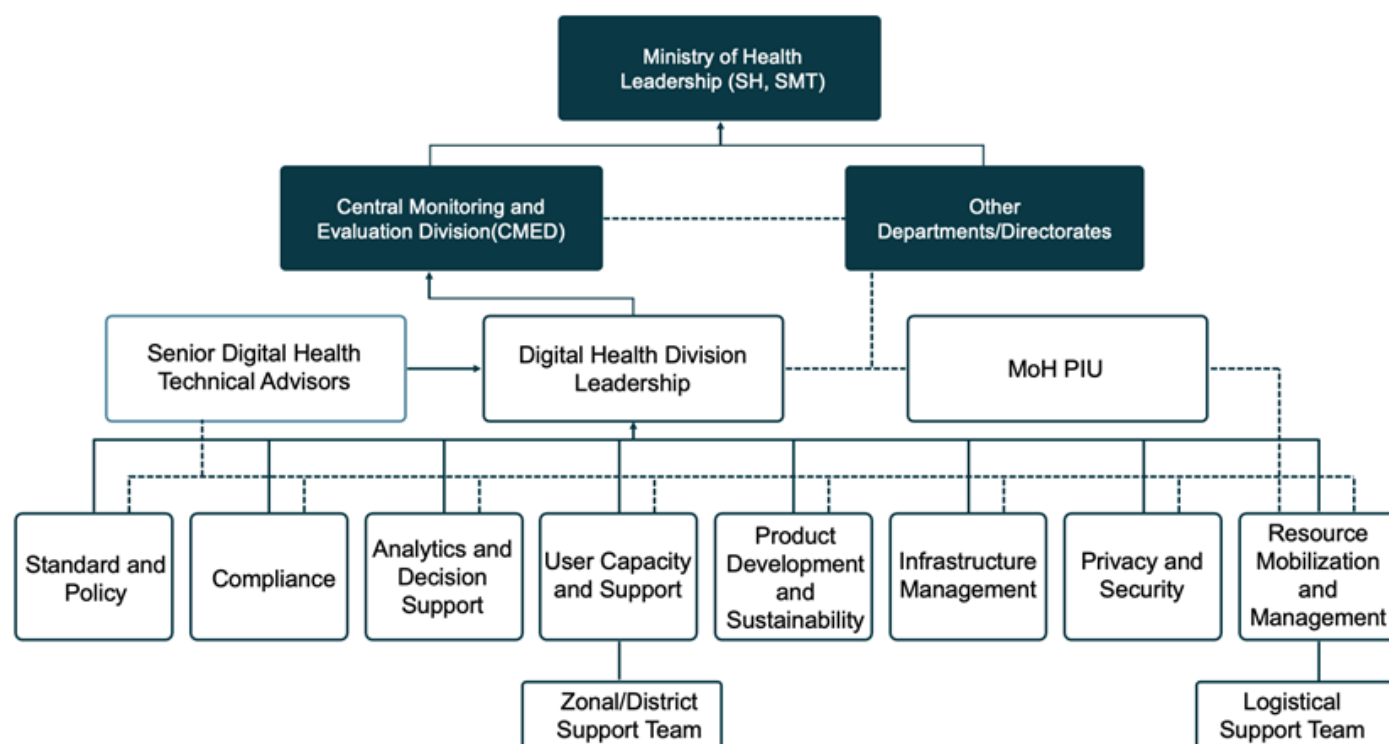 Ministry of Health
Leadership (SH, SMT)
Central Monitoring and
Evaluation Division(CMED)
Other
Departments/Directorates
Senior Digital Health
Technical Advisors
Digital Health Division
Leadership
MoH PIU
Standard and
Policy
Compliance
Analytics and
Decision
Support
User Capacity
and Support
Product
Development
and
Sustainability
Infrastructure
Management
Privacy and
Security
Resource
Mobilization
and
Management
Zonal/District
Support Team
Logistical
Support Team